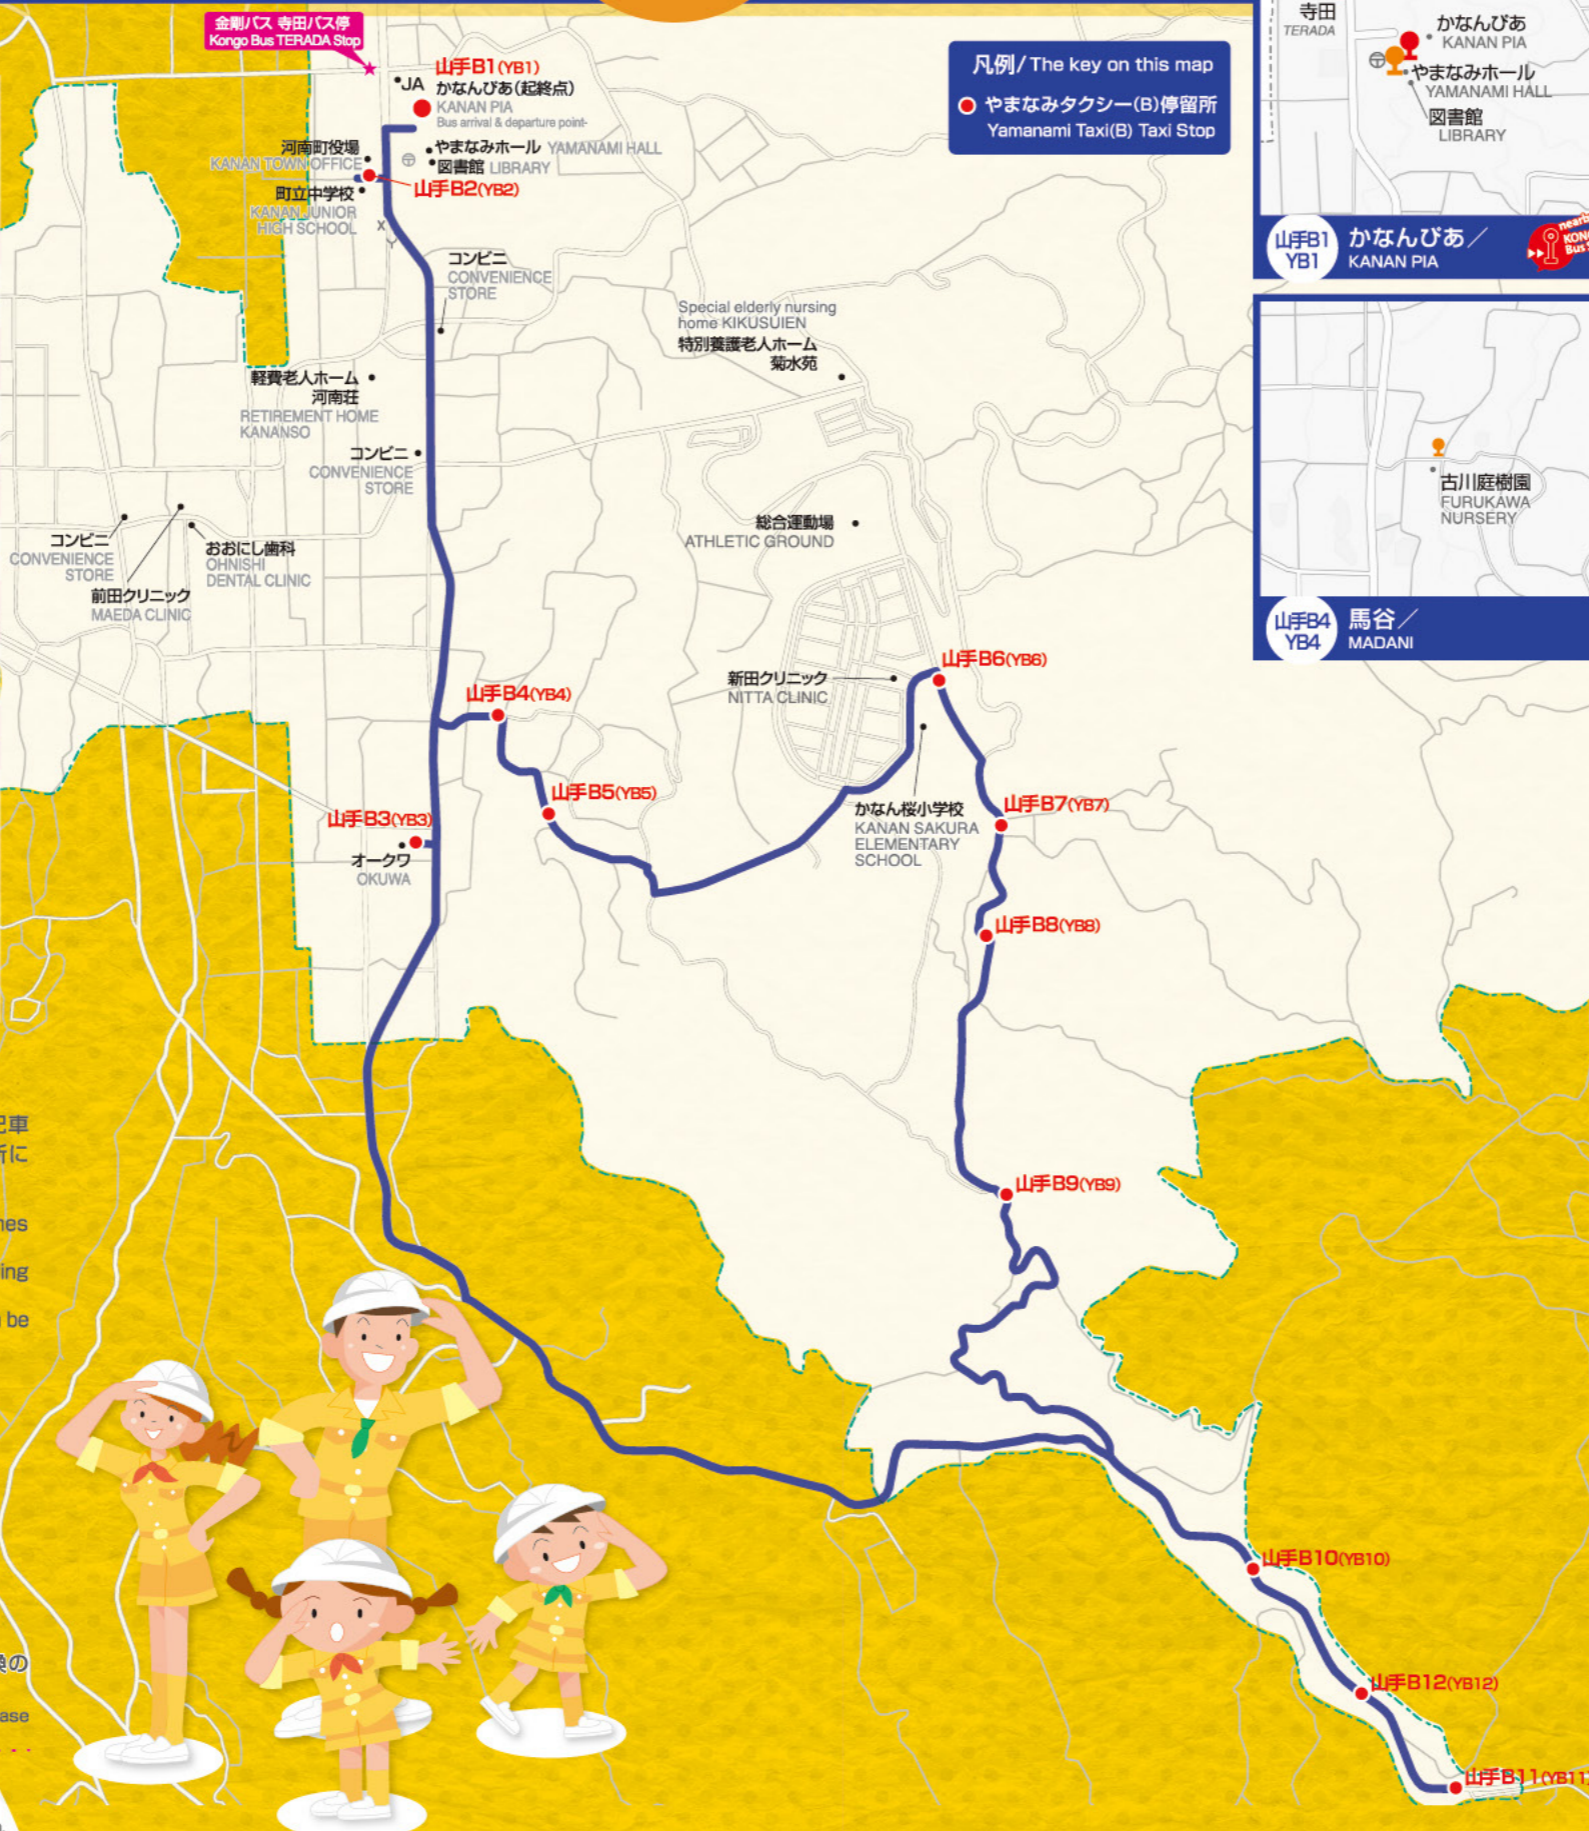 金剛バス 寺田バス停
Kongo Bus TERADA Stop
山手B1(YB1)
JA
かなんぴあ(起終点)
KANAN PIA
Bus arrival & departure point-
河南町役場
KANAN TOWN OFFICE
やまなみホール YAMANAMI HALL
図書館 LIBRARY
山手B2(YB2)
町立中学校
KANAN JUNIOR
HIGH SCHOOL
凡例/The key on this map
やまなみタクシー(B)停留所
Yamanami Taxi(B) Taxi Stop
寺田
TERADA
かなんぴあ
KANAN PIA
やまなみホール
YAMANAMI HALL
図書館
LIBRARY
山手B1
YB1
かなんぴあ/
KANAN PIA
コンビニ
CONVENIENCE
STORE
Special elderly nursing
home KIKUSUIEN
特別養護老人ホーム
菊水苑
軽費老人ホーム
河南荘
RETIREMENT HOME
KANANSO
コンビニ
CONVENIENCE
STORE
古川庭樹園
FURUKAWA
NURSERY
山手B4
YB4
馬谷/
MADANI
総合運動場
ATHLETIC GROUND
コンビニ
CONVENIENCE
STORE
おおにし歯科
OHNISHI
DENTAL CLINIC
前田クリニック
MAEDA CLINIC
山手B6(YB6)
新田クリニック
NITTA CLINIC
山手B4(YB4)
山手B5(YB5)
山手B3(YB3)
オークワ
OKUWA
かなん桜小学校
KANAN SAKURA
ELEMENTARY
SCHOOL
山手B7(YB7)
山手B8(YB8)
山手B9(YB9)
山手B10(YB10)
山手B12(YB12)
山手B11(YB11